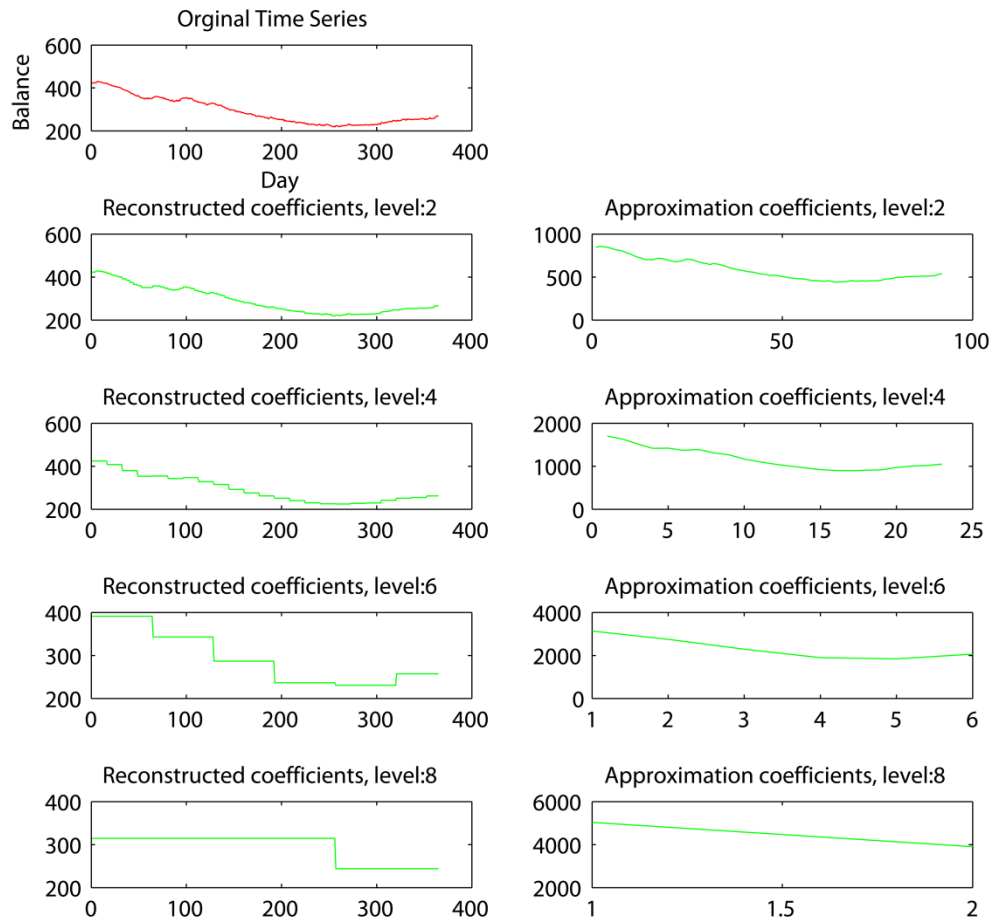 Orginal Time Series
600
400
200
Balance
0 100 200 300 400
Day
Reconstructed coefficients, level:2
600
400
200
0 100 200 300 400
Approximation coefficients, level:2
1000
500
0
0 50 100
Reconstructed coefficients, level:4
600
400
200
0 100 200 300 400
Approximation coefficients, level:4
2000
1000
0
0 5 10 15 20 25
Reconstructed coefficients, level:6
400
300
200
0 100 200 300 400
Approximation coefficients, level:6
4000
2000
0
1 2 3 4 5 6
Reconstructed coefficients, level:8
400
300
200
0 100 200 300 400
Approximation coefficients, level:8
6000
4000
2000
1 1.5 2